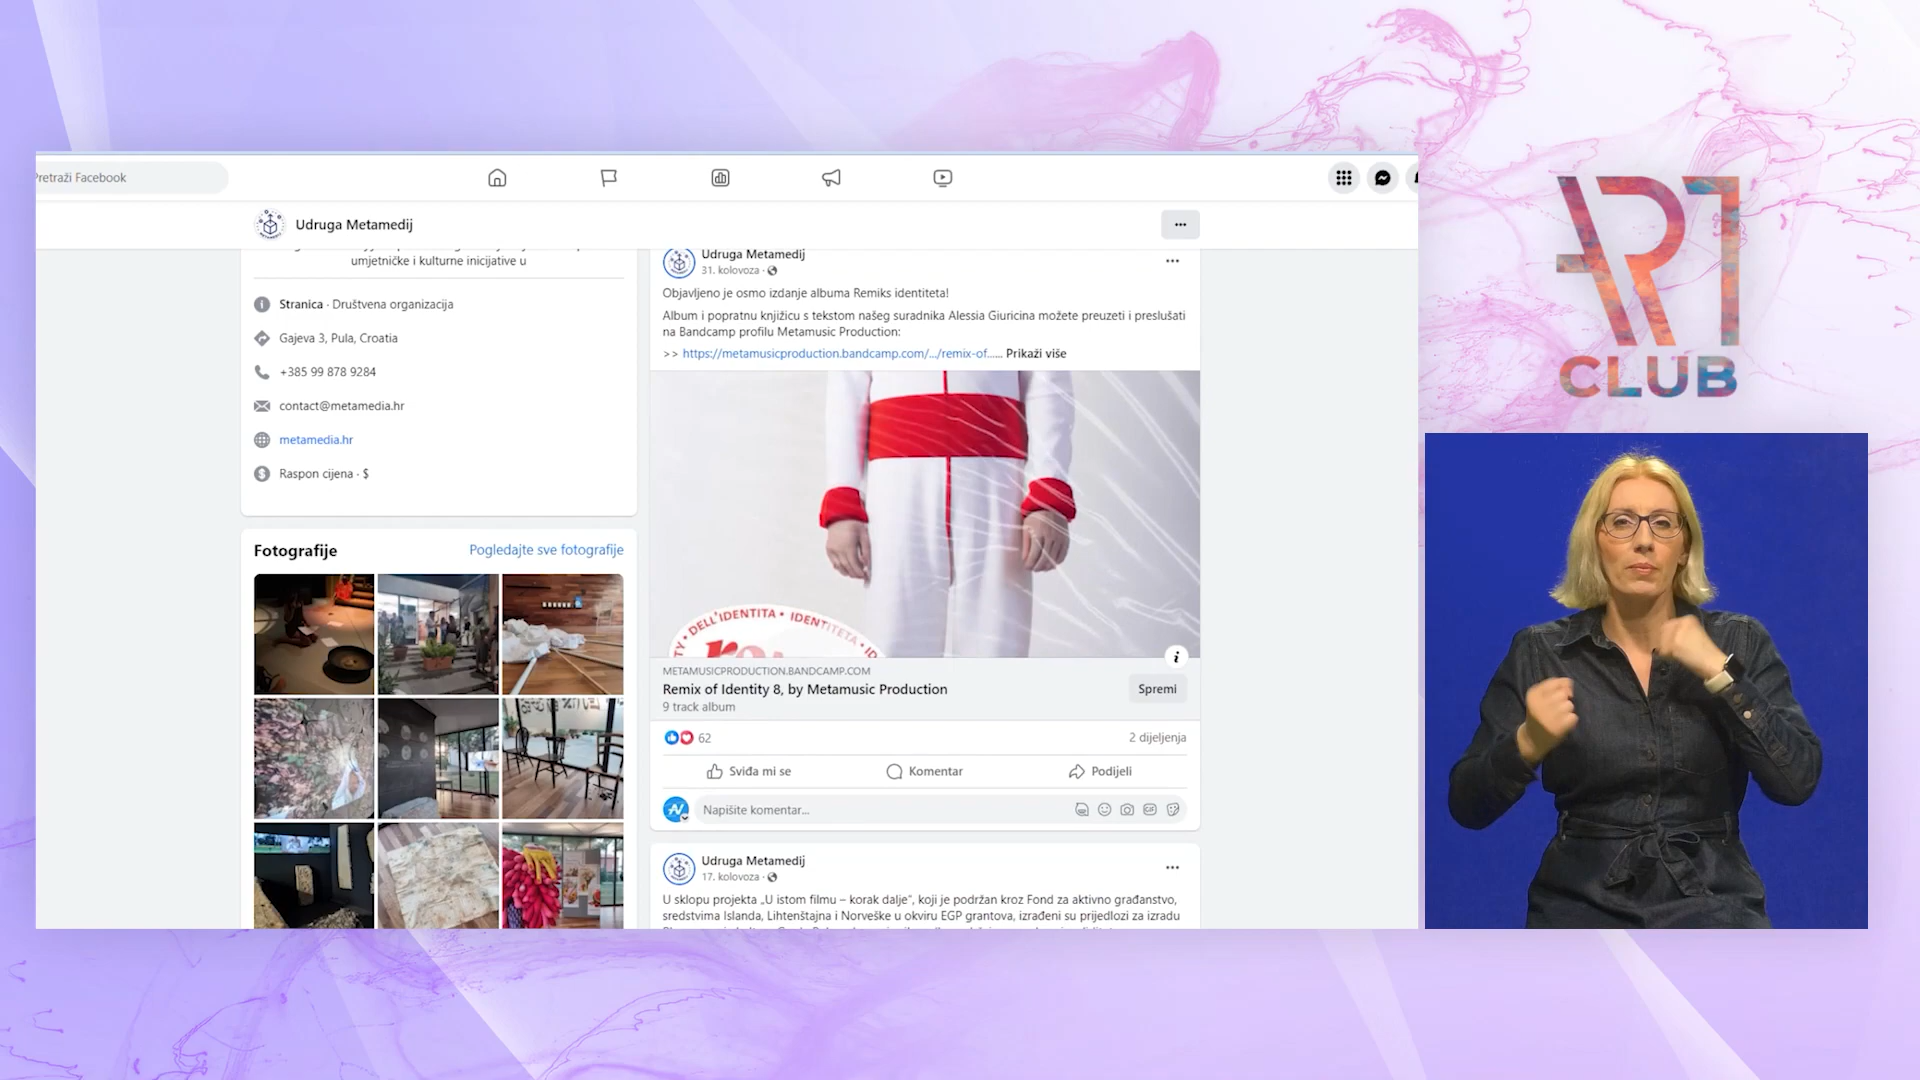 Pretraži Facebook
Udruga Metamedij
umjetničke i kulturne inicijative u
Stranica · Društvena organizacija
Gajeva 3, Pula, Croatia
+385 99 878 9284
contact@metamedia.hr
metamedia.hr
Raspon cijena · $
Fotografije
Pogledajte sve fotografije
Udruga Metamedij
31. kolovoza ·
Objavljeno je osmo izdanje albuma Remiks identiteta!
Album i popratnu knjižicu s tekstom našeg suradnika Alessia Giuricina možete preuzeti i preslušati
na Bandcamp profilu Metamusic Production:
>> https://metamusicproduction.bandcamp.com/.../remix-of...... Prikaži više
DELL'IDENTITA • IDENTITETA •
METAMUSICPRODUCTION.BANDCAMP.COM
Remix of Identity 8, by Metamusic Production
9 track album
Spremi
62
2 dijeljenja
Sviđa mi se
Komentar
Podijeli
Napišite komentar...
Udruga Metamedij
17. kolovoza ·
U sklopu projekta „U istom filmu – korak dalje", koji je podržan kroz Fond za aktivno građanstvo,
sredstvima Islanda, Lihtenštajna i Norveške u okviru EGP grantova, izrađeni su prijedlozi za izradu
ART
CLUB